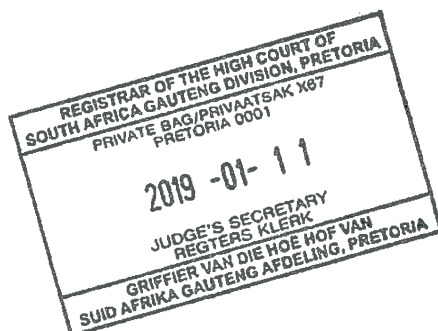 REGISTRAR OF THE HIGH COURT OF
SOUTH AFRICA GAUTENG DIVISION, PRETORIA
PRIVATE BAG/PRIVAATSAK X67
PRETORIA 0001
2019 -01- 11
JUDGE'S SECRETARY
REGTERS KLERK
GRIFFIER VAN DIE HOE HOF VAN
SUID AFRIKA GAUTENG AFDELING, PRETORIA